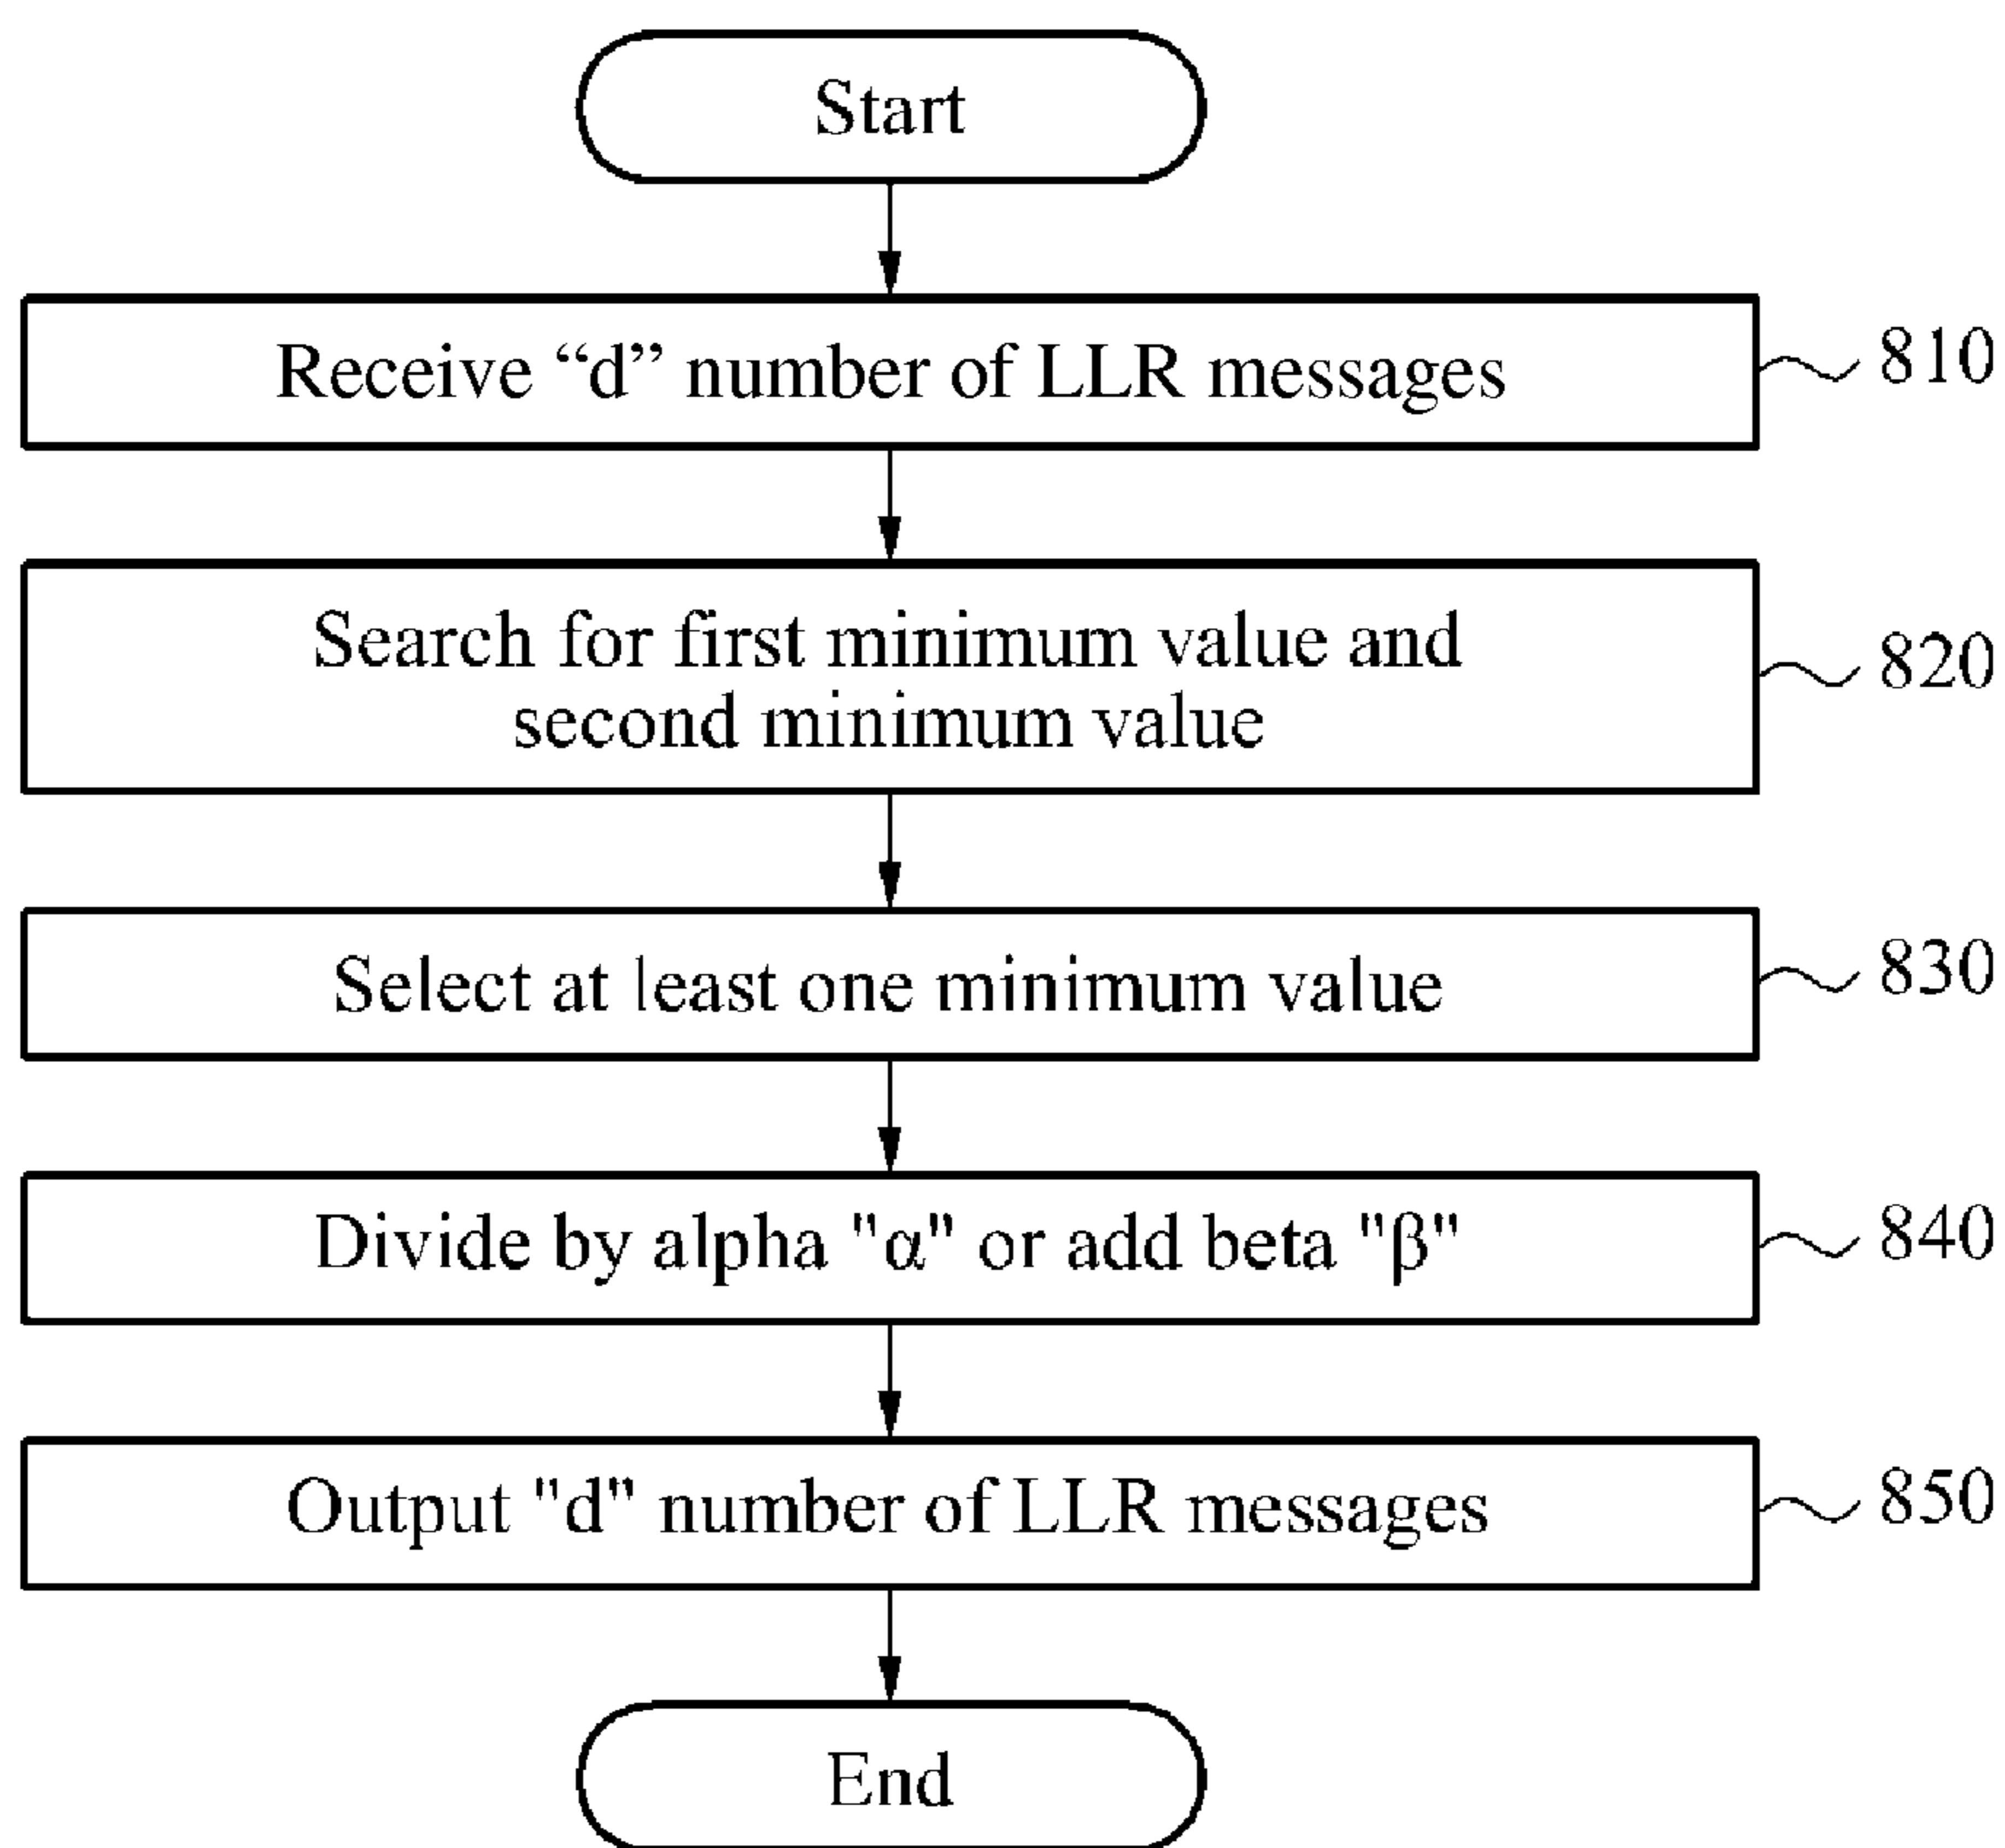 Start
Receive “d” number of LLR messages
810
Search for first minimum value and
second minimum value
820
Select at least one minimum value
830
Divide by alpha "α" or add beta "β"
840
Output "d" number of LLR messages
850
End